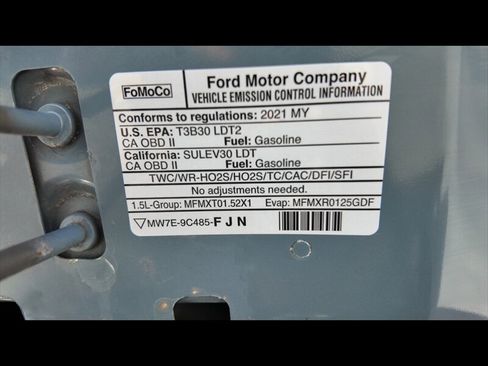 FoMoCo
Ford Motor Company
VEHICLE EMISSION CONTROL INFORMATION
Conforms to regulations: 2021 MY
U.S. EPA: T3B30 LDT2
CA OBD II Fuel: Gasoline
California: SULEV30 LDT
CA OBD II Fuel: Gasoline
TWC/WR-HO2S/HO2S/TC/CAC/DFI/SFI
No adjustments needed.
1.5L-Group: MFMXT01.52X1 Evap: MFMXR0125GDF
MW7E-9C485-FJN